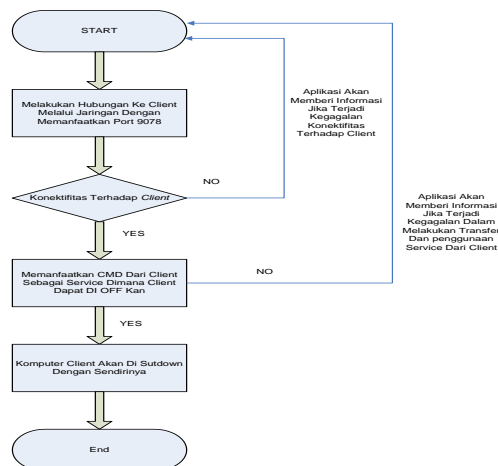 START
Melakukan Hubungan Ke Client
Melalui Jaringan Dengan
Memanfaatkan Port 9078
Aplikasi Akan
Memberi Informasi
Jika Terjadi
Kegagalan
Konektifitas
Terhadap Client
Konektifitas Terhadap Client
NO
YES
Aplikasi Akan
Memberi Informasi
Jika Terjadi
Kegagalan Dalam
Melakukan Transfer
Dan penggunaan
Service Dari Client
Memanfaatkan CMD Dari Client
Sebagai Service Dimana Client
Dapat DI OFF Kan
NO
YES
Komputer Client Akan Di Sutdown
Dengan Sendirinya
End